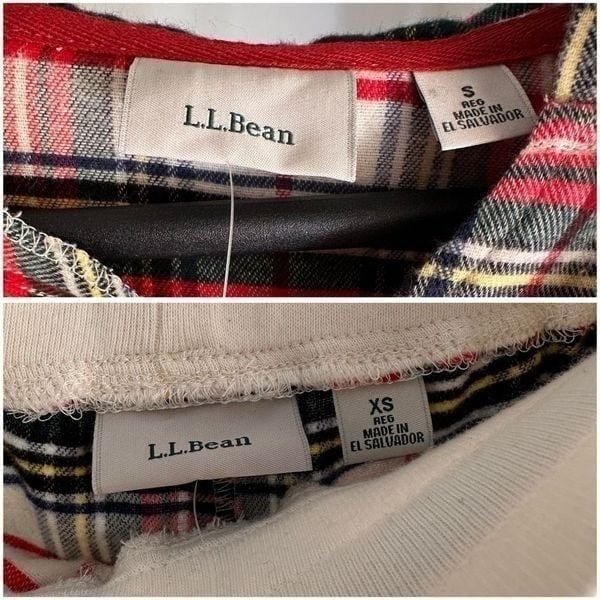 L.L.Bean
S
REG
MADE IN
EL SALVADOR
L.L.Bean
XS
REG
MADE IN
EL SALVADOR